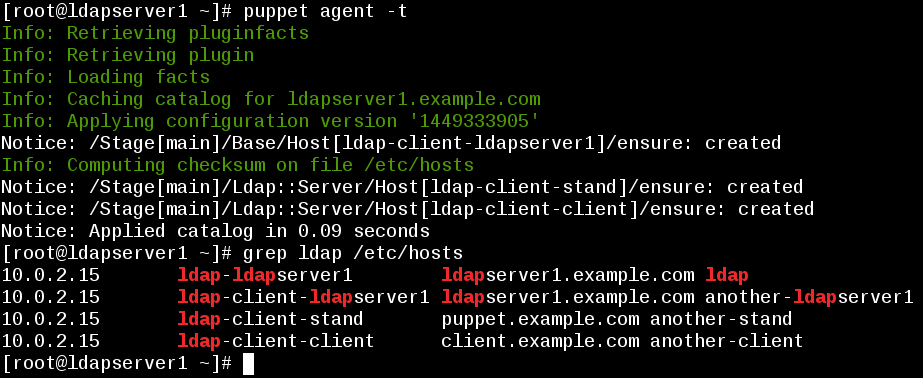 [root@ldapserver1 ~]# puppet agent -t
Info: Retrieving pluginfacts
Info: Retrieving plugin
Info: Loading facts
Info: Caching catalog for ldapserver1.example.com
Info: Applying configuration version '1449333905'
Notice: /Stage[main]/Base/Host[ldap-client-ldapserver1]/ensure: created
Info: Computing checksum on file /etc/hosts
Notice: /Stage[main]/Ldap::Server/Host[ldap-client-stand]/ensure: created
Notice: /Stage[main]/Ldap::Server/Host[ldap-client-client]/ensure: created
Notice: Applied catalog in 0.09 seconds
[root@ldapserver1 ~]# grep ldap /etc/hosts
10.0.2.15       ldap-ldapserver1        ldapserver1.example.com ldap
10.0.2.15       ldap-client-ldapserver1 ldapserver1.example.com another-ldapserver1
10.0.2.15       ldap-client-stand       puppet.example.com another-stand
10.0.2.15       ldap-client-client      client.example.com another-client
[root@ldapserver1 ~]#